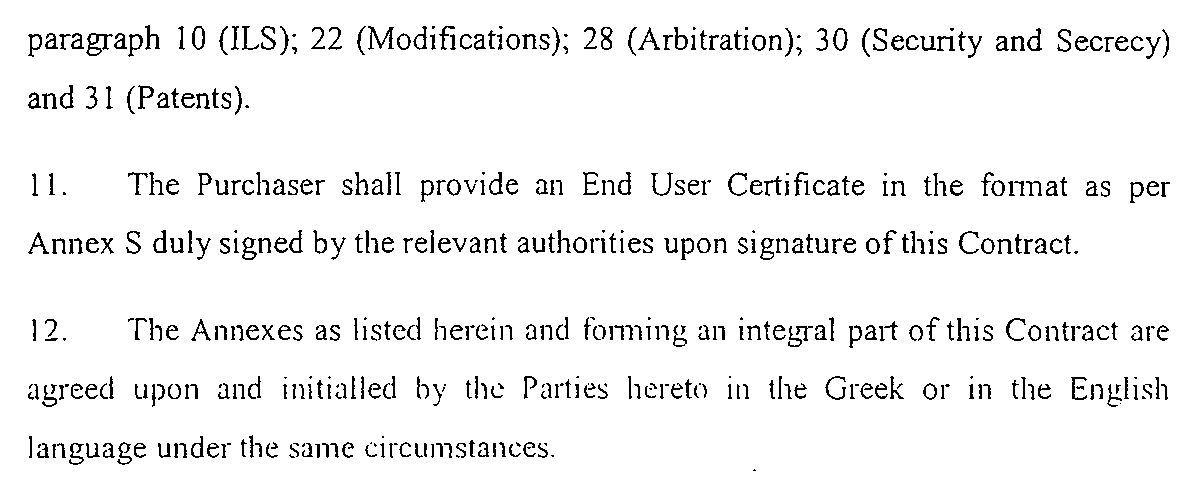 paragraph 10 (ILS); 22 (Modifications); 28 (Arbitration); 30 (Security and Secrecy)
and 31 (Patents).
11. The Purchaser shall provide an End User Certificate in the format as per
Annex S duly signed by the relevant authorities upon signature of this Contract.
12. The Annexes as listed herein and forming an integral part of this Contract are
agreed upon and initialled by the Parties hereto in the Greek or in the English
language under the same circumstances.